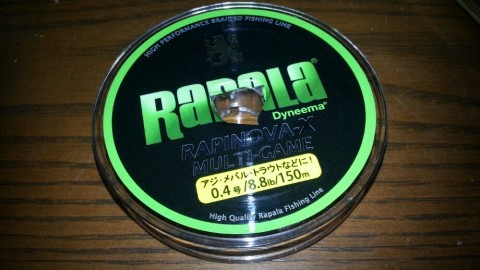 HIGH PERFORMANCE BRAIDED FISHING LINE
RAPALA
Dyneema®
RAPINOVA-X
MULTI-GAME
アジ・メバル・トラウトなどに!
0.4号/8.8lb/150m
High Quality Rapala Fishing Line